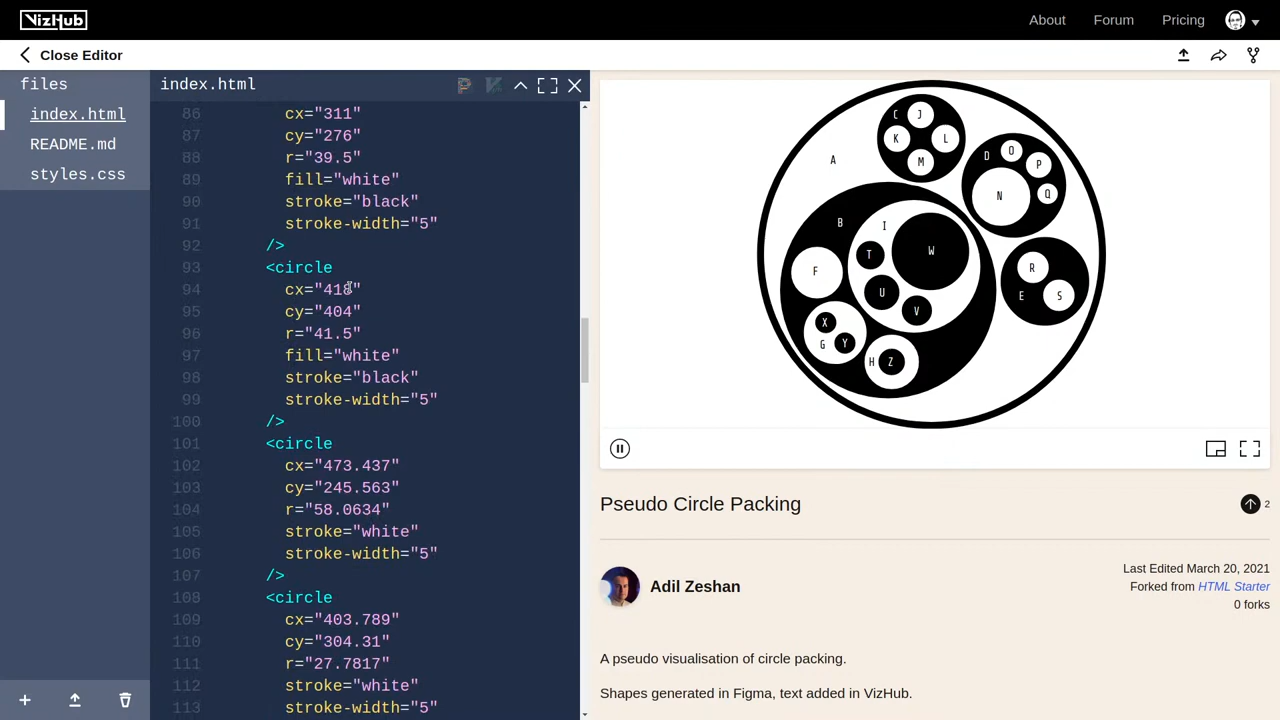 VizHub
About Forum Pricing
Close Editor
files
index.html
README.md
styles.css
index.html
86 cx="311"
87 cy="276"
88 r="39.5"
89 fill="white"
90 stroke="black"
91 stroke-width="5"
92 />
93 <circle
94 cx="418"
95 cy="404"
96 r="41.5"
97 fill="white"
98 stroke="black"
99 stroke-width="5"
100 />
101 <circle
102 cx="473.437"
103 cy="245.563"
104 r="58.0634"
105 stroke="white"
106 stroke-width="5"
107 />
108 <circle
109 cx="403.789"
110 cy="304.31"
111 r="27.7817"
112 stroke="white"
113 stroke-width="5"
C J
K L
M
A
D O P
N Q
B I
W
T
F
U
V
R
E S
X
G Y
H Z
Pseudo Circle Packing
2
Adil Zeshan
Last Edited March 20, 2021
Forked from HTML Starter
0 forks
A pseudo visualisation of circle packing.
Shapes generated in Figma, text added in VizHub.